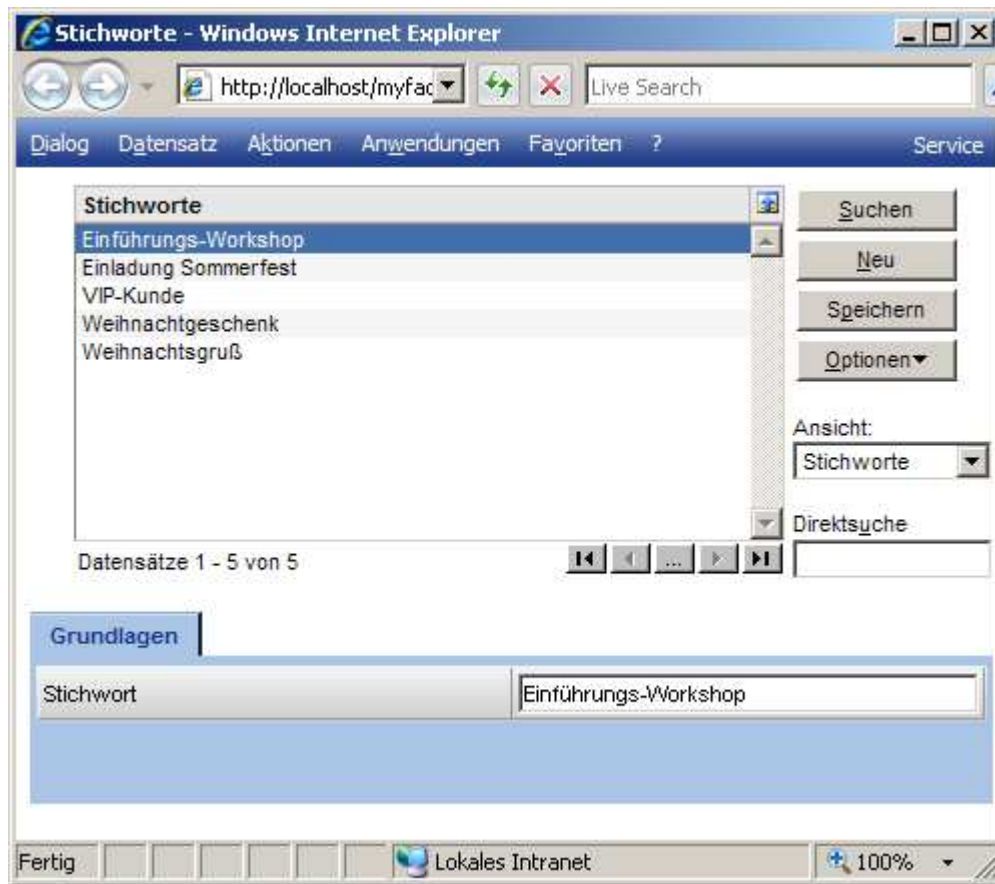 Stichworte - Windows Internet Explorer
http://localhost/myfac
Live Search
Dialog Datensatz Aktionen Anwendungen Favoriten ? Service
Stichworte
Einführungs-Workshop
Einladung Sommerfest
VIP-Kunde
Weihnachtgeschenk
Weihnachtsgruß
Datensätze 1 - 5 von 5
...
Suchen
Neu
Speichern
Optionen
Ansicht:
Stichworte
Direktsuche
Grundlagen
Stichwort Einführungs-Workshop
Fertig Lokales Intranet 100%